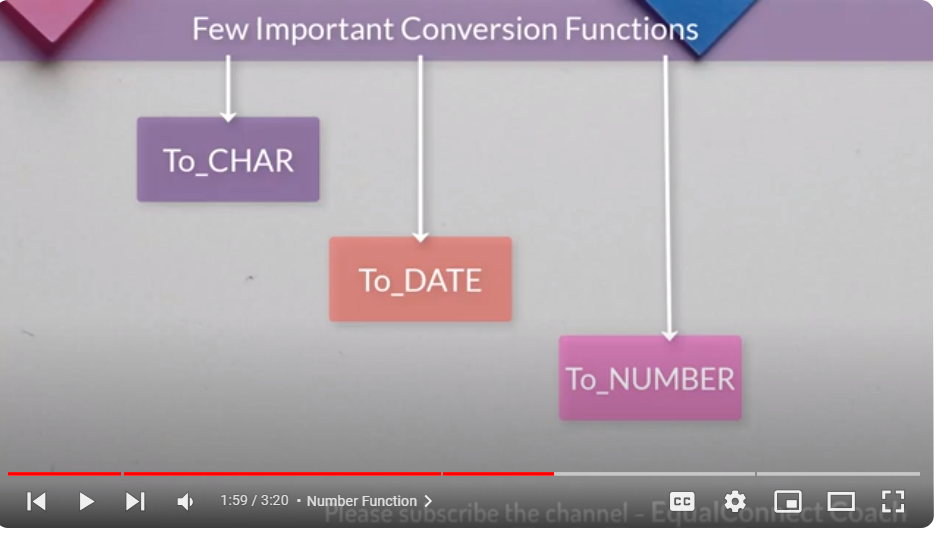 Few Important Conversion Functions
To_CHAR
To_DATE
To_NUMBER
1:59 / 3:20 • Number Function
CC
Please subscribe the channel – EqualConnect Coach